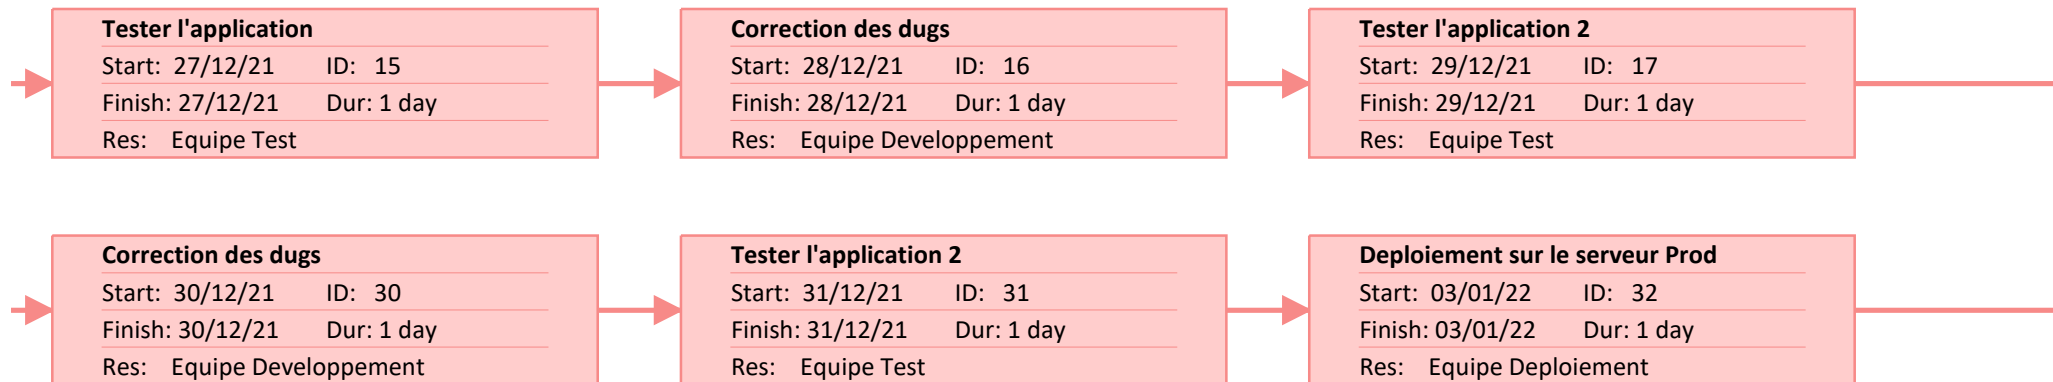 Tester l'application
Start: 27/12/21 ID: 15
Finish: 27/12/21 Dur: 1 day
Res: Equipe Test
Correction des dugs
Start: 28/12/21 ID: 16
Finish: 28/12/21 Dur: 1 day
Res: Equipe Developpement
Tester l'application 2
Start: 29/12/21 ID: 17
Finish: 29/12/21 Dur: 1 day
Res: Equipe Test
Correction des dugs
Start: 30/12/21 ID: 30
Finish: 30/12/21 Dur: 1 day
Res: Equipe Developpement
Tester l'application 2
Start: 31/12/21 ID: 31
Finish: 31/12/21 Dur: 1 day
Res: Equipe Test
Deploiement sur le serveur Prod
Start: 03/01/22 ID: 32
Finish: 03/01/22 Dur: 1 day
Res: Equipe Deploiement